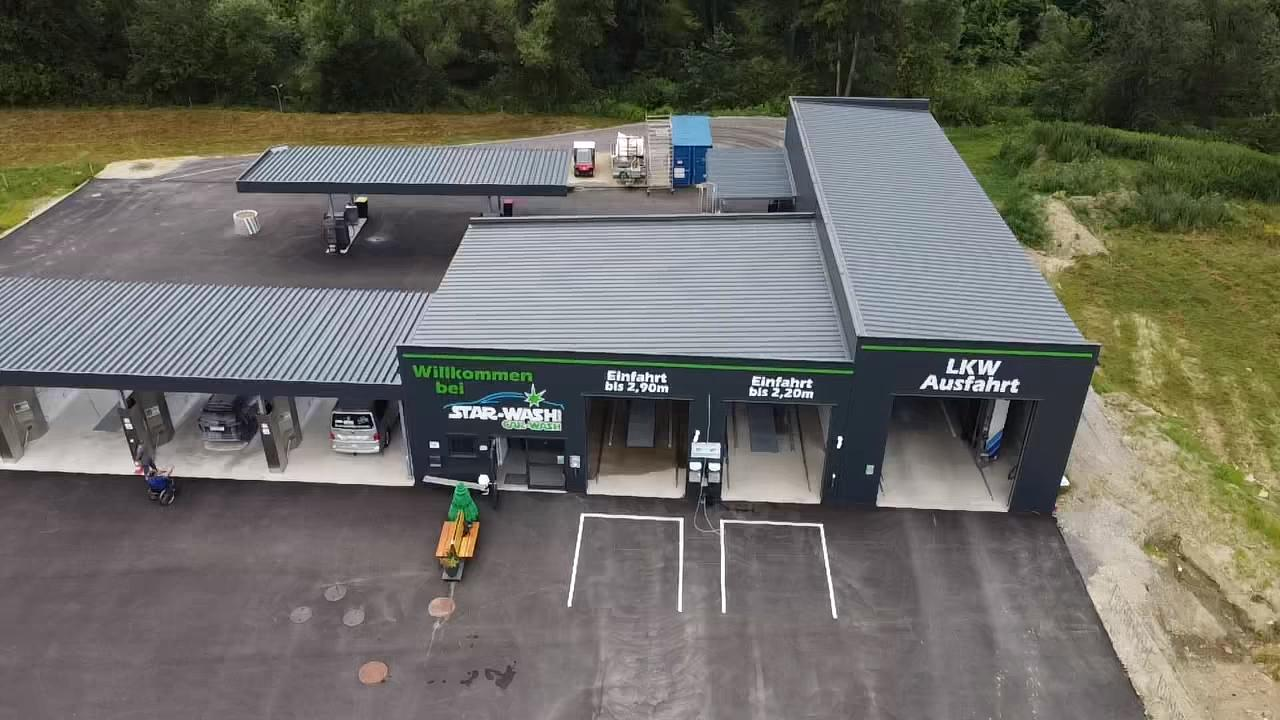 Willkommen
bei
STAR-WASH
CAR-WASH
Einfahrt
bis 2,90m
Einfahrt
bis 2,20m
LKW
Ausfahrt